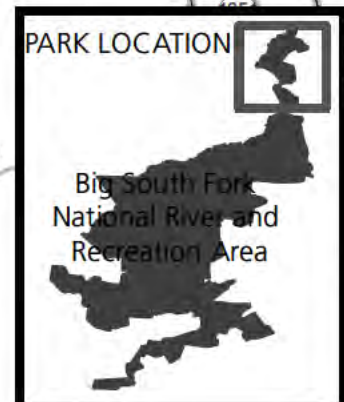 PARK LOCATION
Big South Fork
National River and
Recreation Area